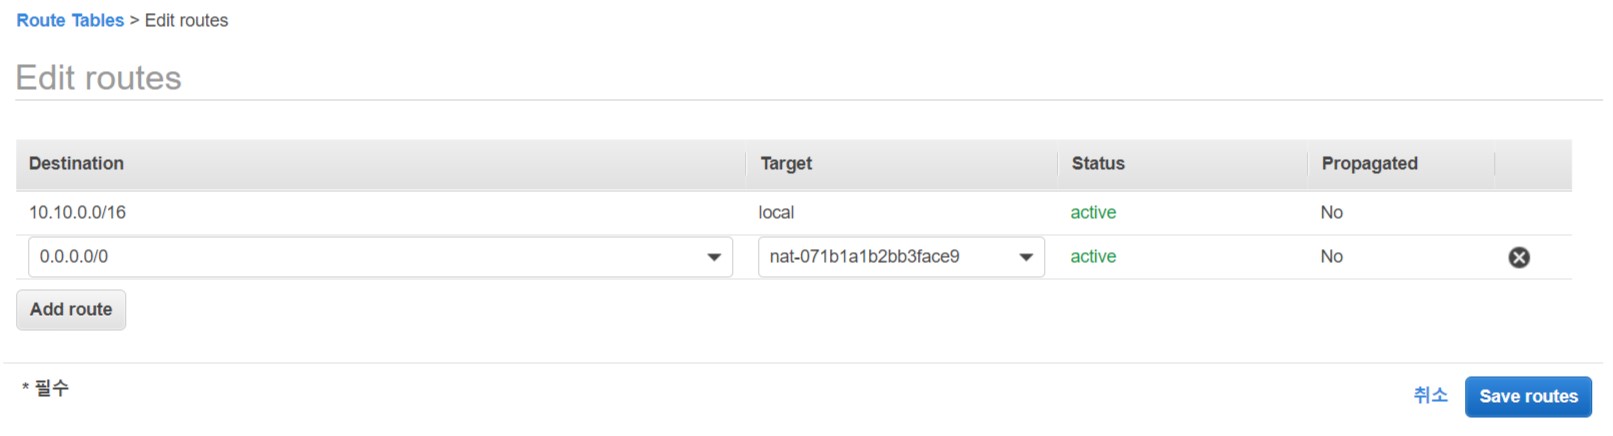 Route Tables > Edit routes
Edit routes
Destination Target Status Propagated
10.10.0.0/16 local active No
0.0.0.0/0 nat-071b1a1b2bb3face9 active No
Add route
* 필수
취소 Save routes